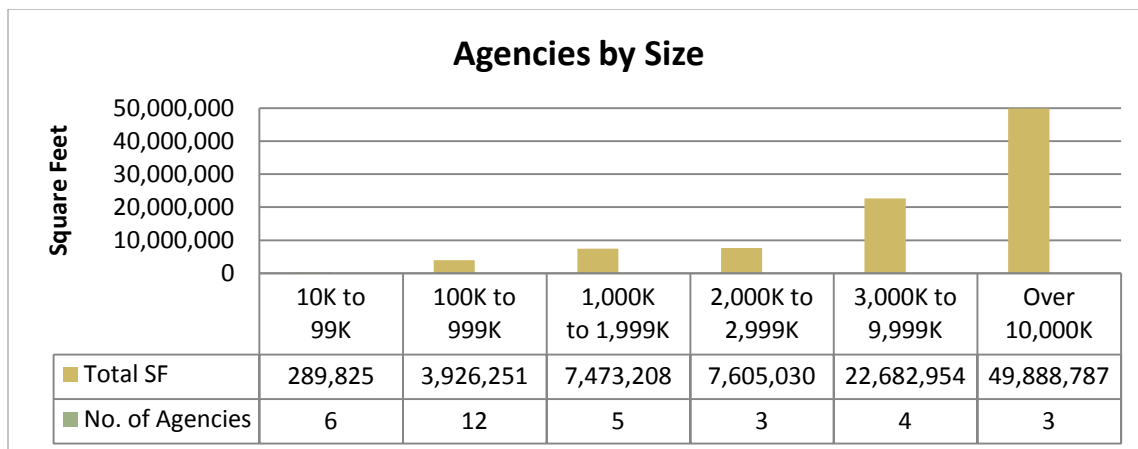 Agencies by Size
Square Feet
50,000,000
40,000,000
30,000,000
20,000,000
10,000,000
0
10K to 99K
100K to 999K
1,000K to 1,999K
2,000K to 2,999K
3,000K to 9,999K
Over 10,000K
Total SF 289,825 3,926,251 7,473,208 7,605,030 22,682,954 49,888,787
No. of Agencies 6 12 5 3 4 3